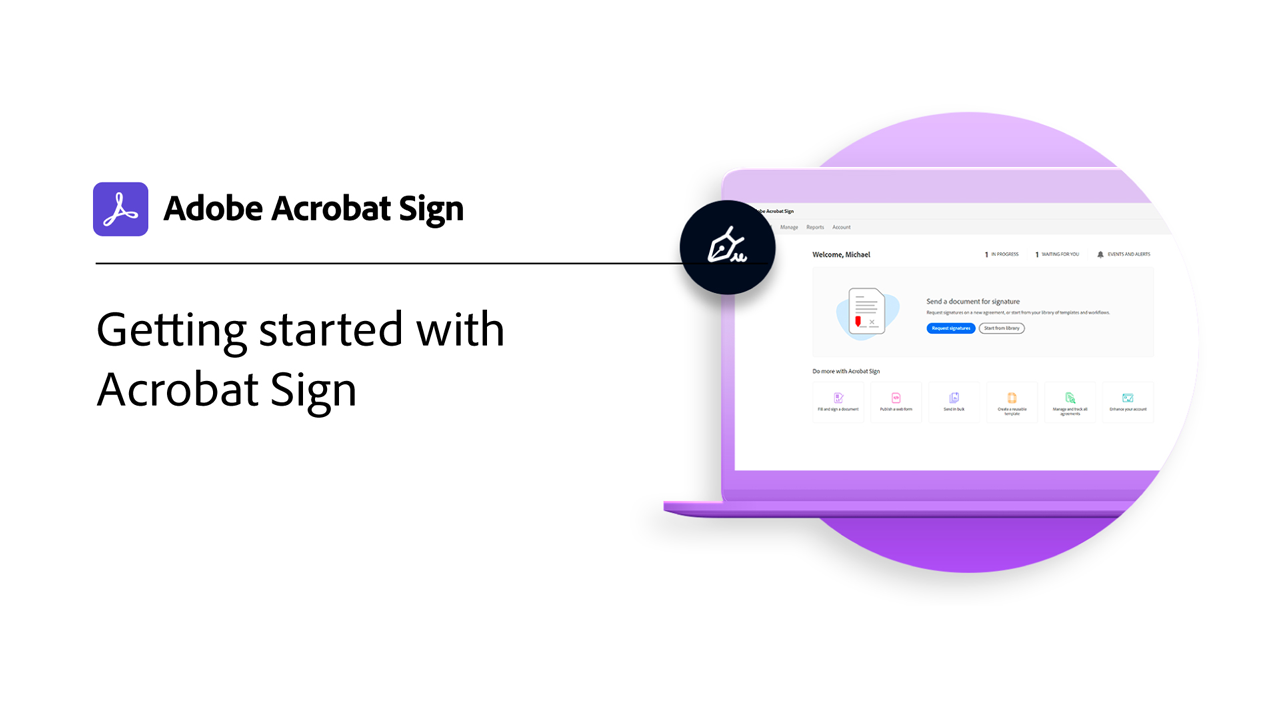 Adobe Acrobat Sign
Getting started with
Acrobat Sign
Acrobat Sign
Manage Reports Account
Welcome, Michael
1 IN PROGRESS 1 WAITING FOR YOU EVENTS AND ALERTS
Send a document for signature
Request signatures on a new agreement, or start from your library of templates and workflows.
Request signatures Start from library
Do more with Acrobat Sign
Fill and sign a document
Publish a web form
Send in bulk
Create a reusable
template
Manage and track all
agreements
Enhance your account